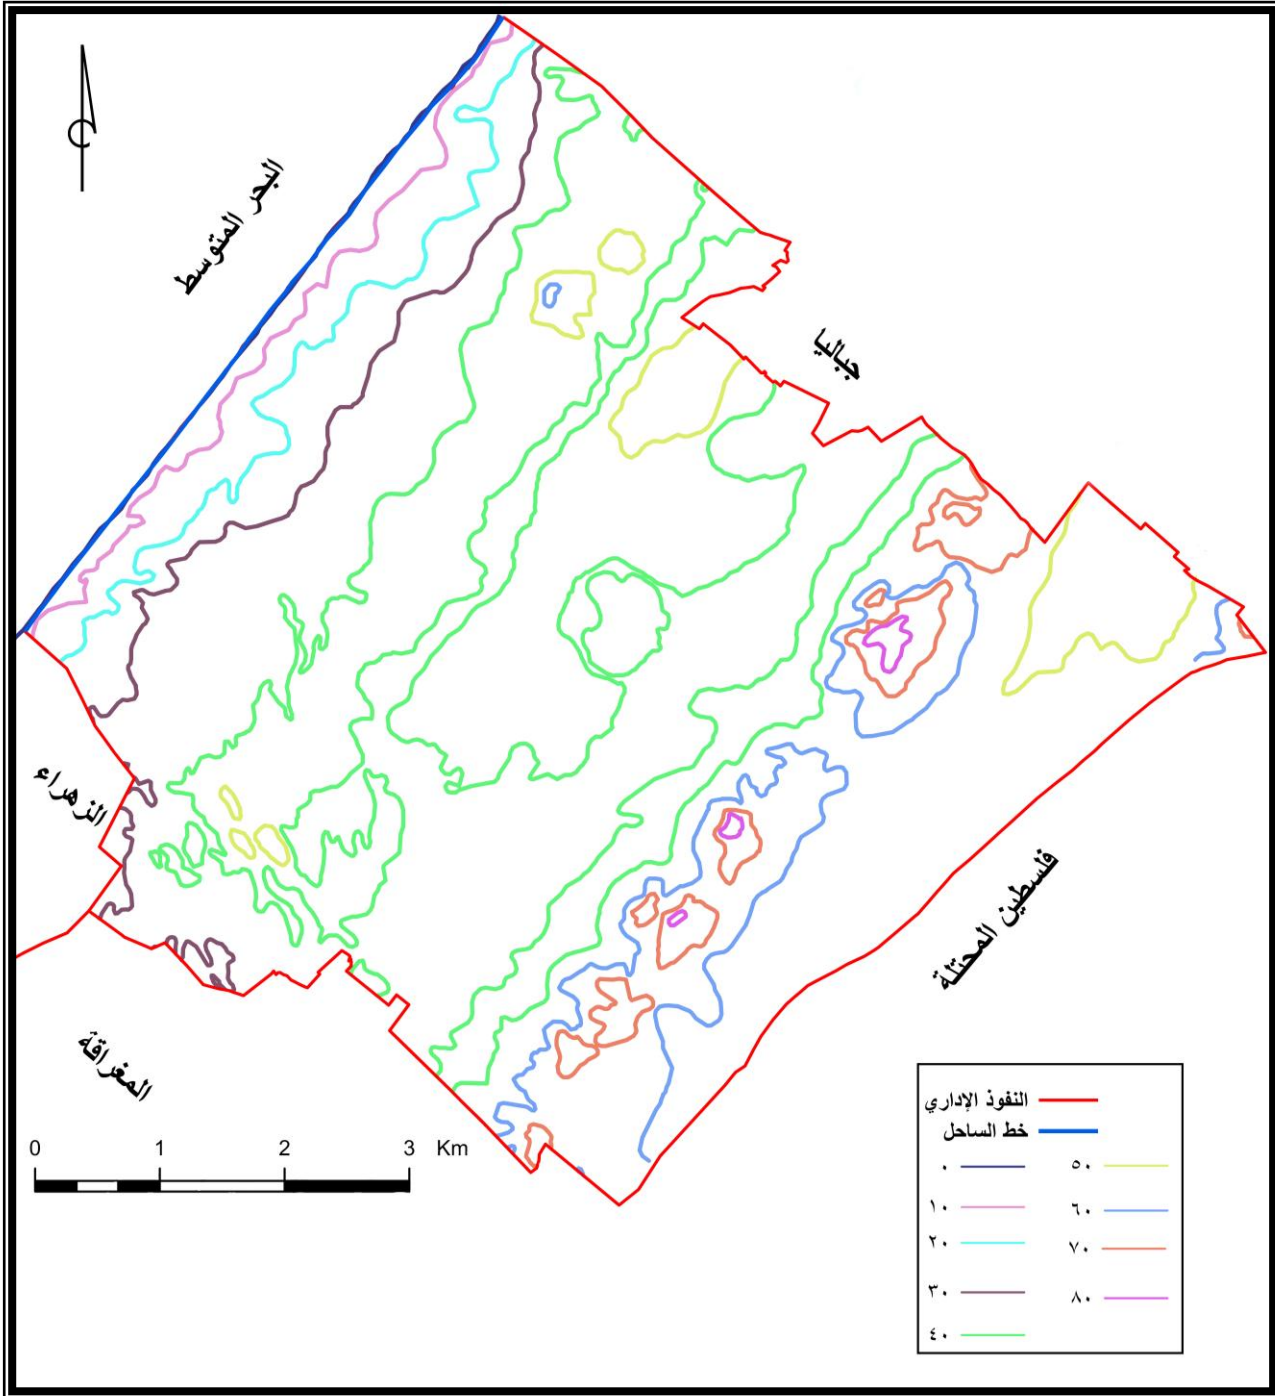 البحر المتوسط
جباليا
الزهراء
فلسطين المحتلة
المغراقة
0 1 2 3 Km
النفوذ الإداري
خط الساحل
٠
١٠
٢٠
٣٠
٤٠
٥٠
٦٠
٧٠
٨٠